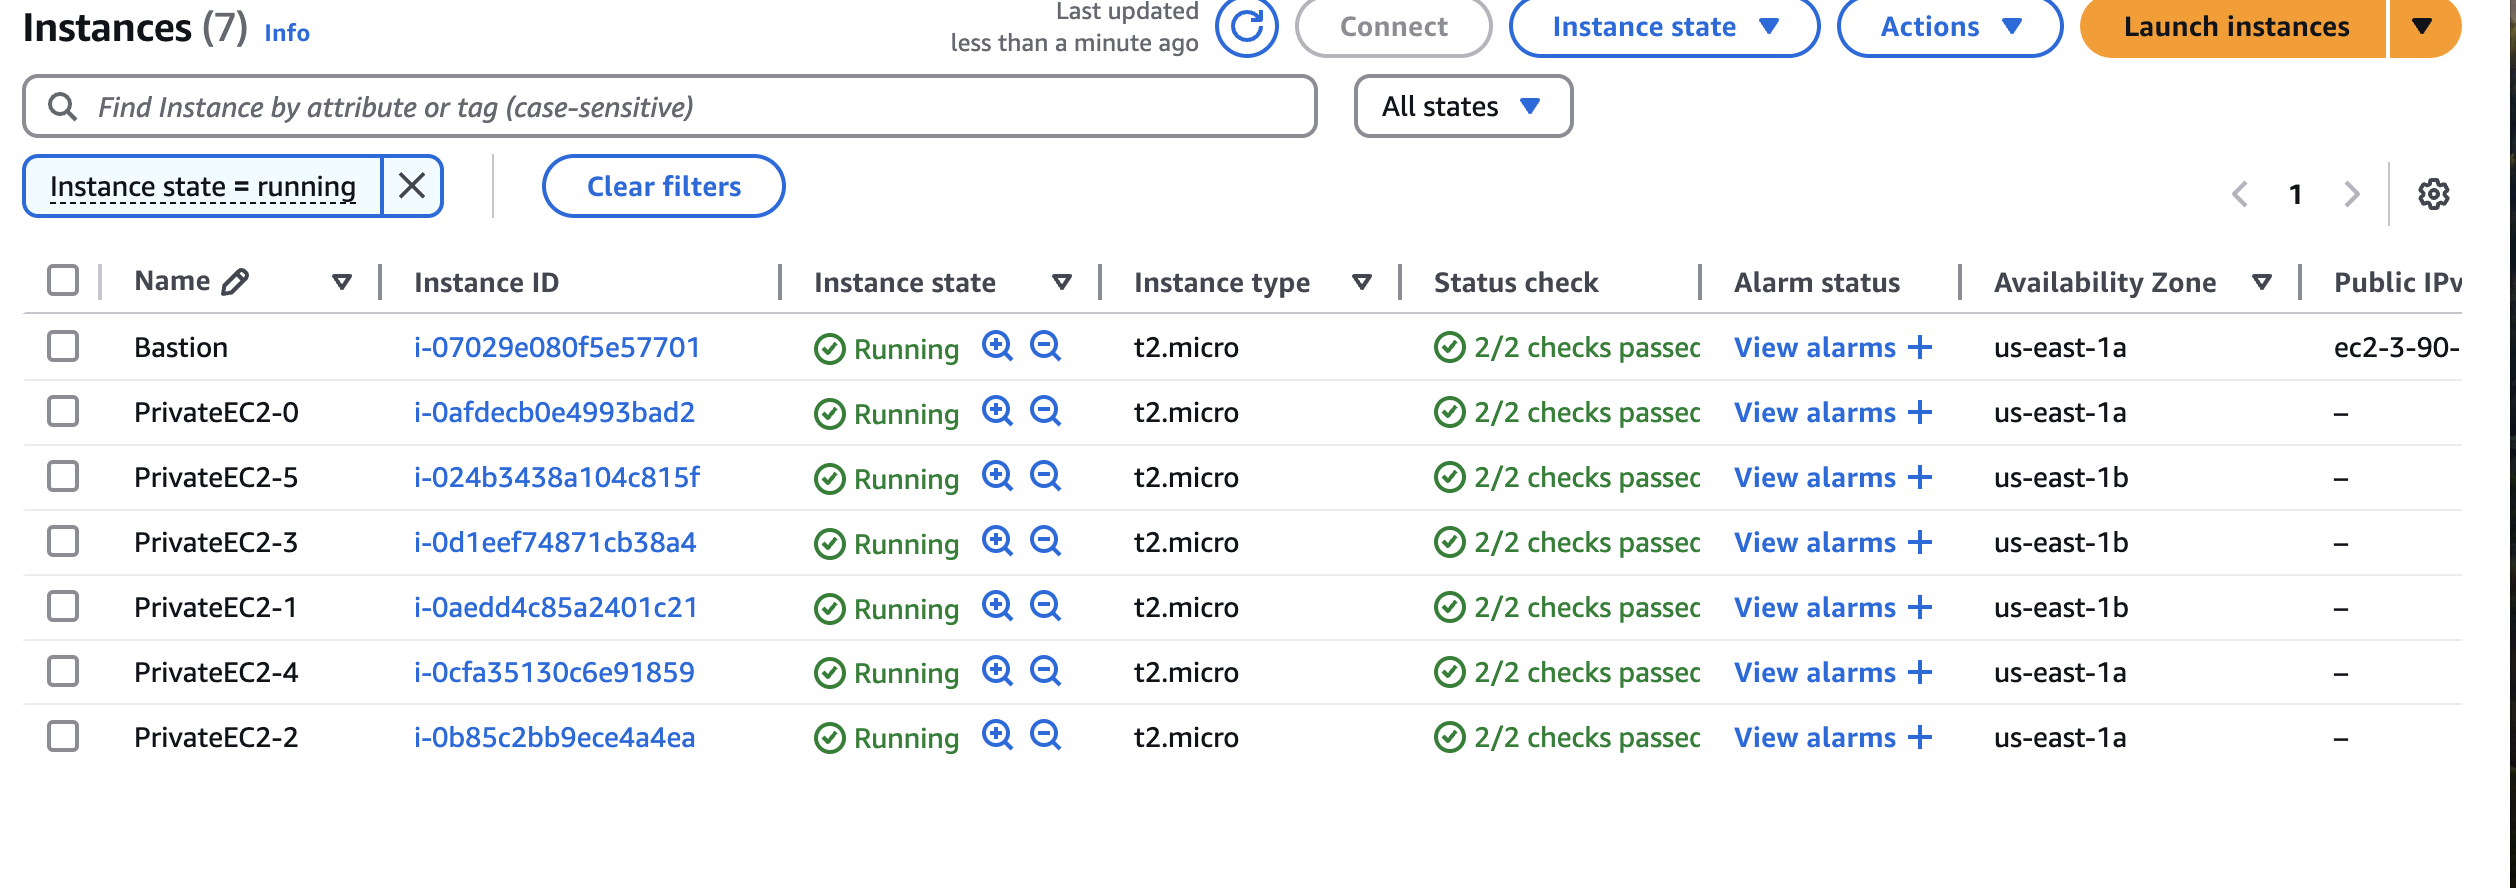 Instances (7) Info
Last updated
less than a minute ago
Connect
Instance state
Actions
Launch instances
Find Instance by attribute or tag (case-sensitive)
All states
Instance state = running
Clear filters
1
Name Instance ID Instance state Instance type Status check Alarm status Availability Zone Public IPv
Bastion i-07029e080f5e57701 Running t2.micro 2/2 checks passed View alarms + us-east-1a ec2-3-90-
PrivateEC2-0 i-0afdecb0e4993bad2 Running t2.micro 2/2 checks passed View alarms + us-east-1a –
PrivateEC2-5 i-024b3438a104c815f Running t2.micro 2/2 checks passed View alarms + us-east-1b –
PrivateEC2-3 i-0d1eef74871cb38a4 Running t2.micro 2/2 checks passed View alarms + us-east-1b –
PrivateEC2-1 i-0aedd4c85a2401c21 Running t2.micro 2/2 checks passed View alarms + us-east-1b –
PrivateEC2-4 i-0cfa35130c6e91859 Running t2.micro 2/2 checks passed View alarms + us-east-1a –
PrivateEC2-2 i-0b85c2bb9ece4a4ea Running t2.micro 2/2 checks passed View alarms + us-east-1a –